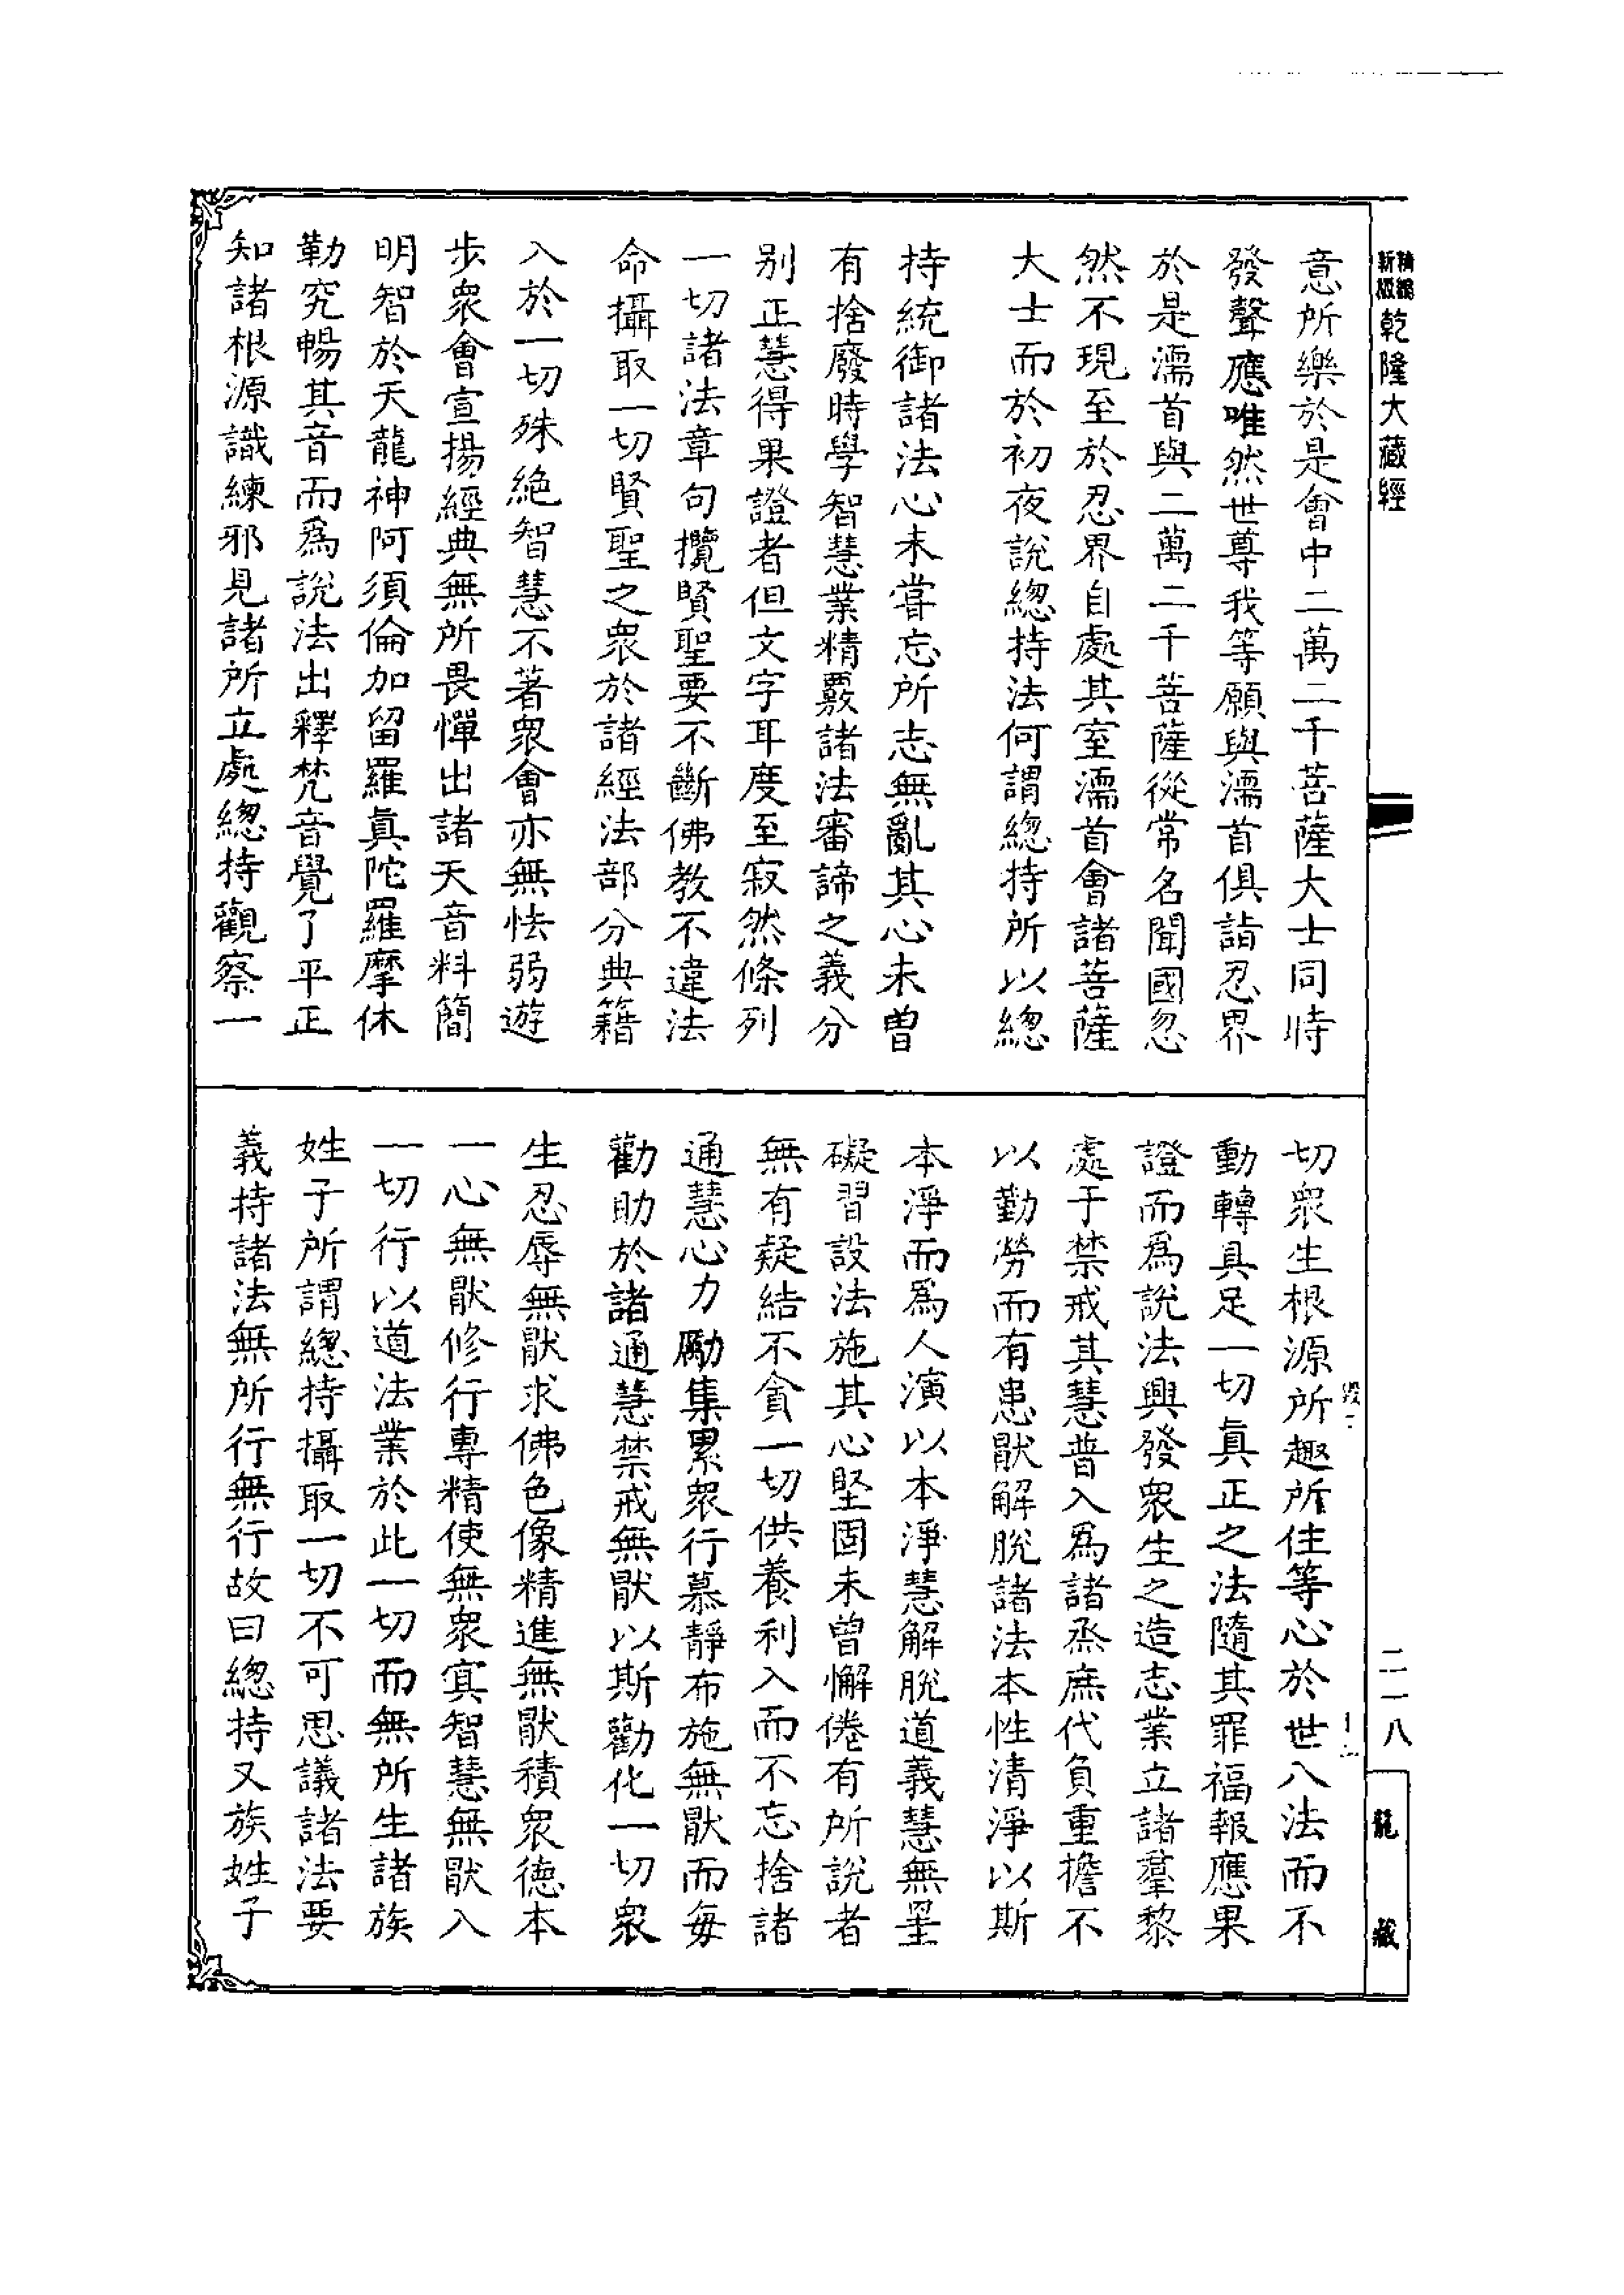 新編縮版
乾隆大藏經
意所樂於是會中二萬二千菩薩大士同時
發聲應唯然世尊我等願與濡首俱詣忍界
於是濡首與二萬二千菩薩從常名聞國忽
然不現至於忍界自處其室濡首會諸菩薩
大士而於初夜說總持法何謂總持所以總
持統御諸法心未嘗忘所志無亂其心未曾
有捨廢時學智慧業精覈諸法審諦之義分
別正慧得果證者但文字耳度至寂然條列
一切諸法章句攬賢聖要不斷佛教不違法
命攝取一切賢聖之眾於諸經法部分典籍
入於一切殊絕智慧不著眾會亦無怯弱遊
步眾會宣揚經典無所畏憚出諸天音料簡
明智於天龍神阿須倫加留羅真陀羅摩休
勒究暢其音而為說法出釋梵音覺了平正
知諸根源識練邪見諸所立處總持觀察一
切眾生根源所趣所住等心於世八法而不
動轉具足一切真正之法隨其罪福報應果
證而為說法興發眾生之造志業立諸羣黎
處于禁戒其慧普入為諸烝庶代負重擔不
以勤勞而有患猒解脫諸法本性清淨以斯
本淨而為人演以本淨慧解脫道義慧無罣
礙習設法施其心堅固未曾懈倦有所說者
無有疑結不貪一切供養利入而不忘捨諸
通慧心力勵集累眾行慕靜布施無猒而每
勸助於諸通慧禁戒無猒以斯勸化一切眾
生忍辱無猒求佛色像精進無猒積眾德本
一心無猒修行專精使無眾㝠智慧無猒入
一切行以道法業於此一切而無所生諸族
姓子所謂總持攝取一切不可思議諸法要
義持諸法無所行無行故曰總持又族姓子
二一八
龍藏